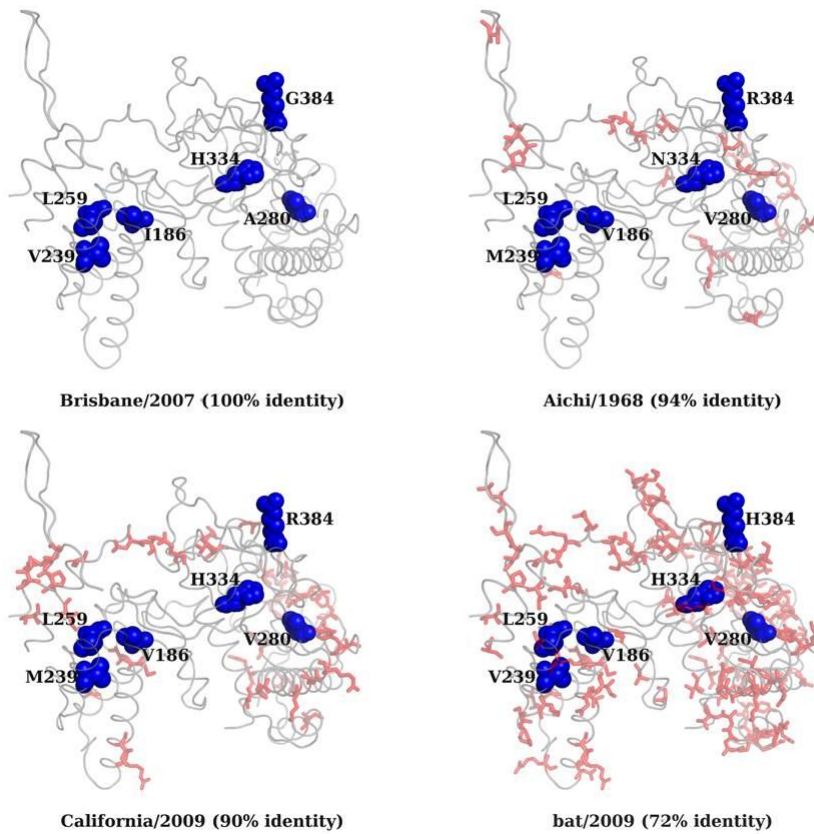 G384
H334
L259
I186
A280
V239
Brisbane/2007 (100% identity)
R384
N334
L259
V186
V280
M239
Aichi/1968 (94% identity)
R384
H334
L259
V186
V280
M239
California/2009 (90% identity)
H384
H334
L259
V186
V280
V239
bat/2009 (72% identity)